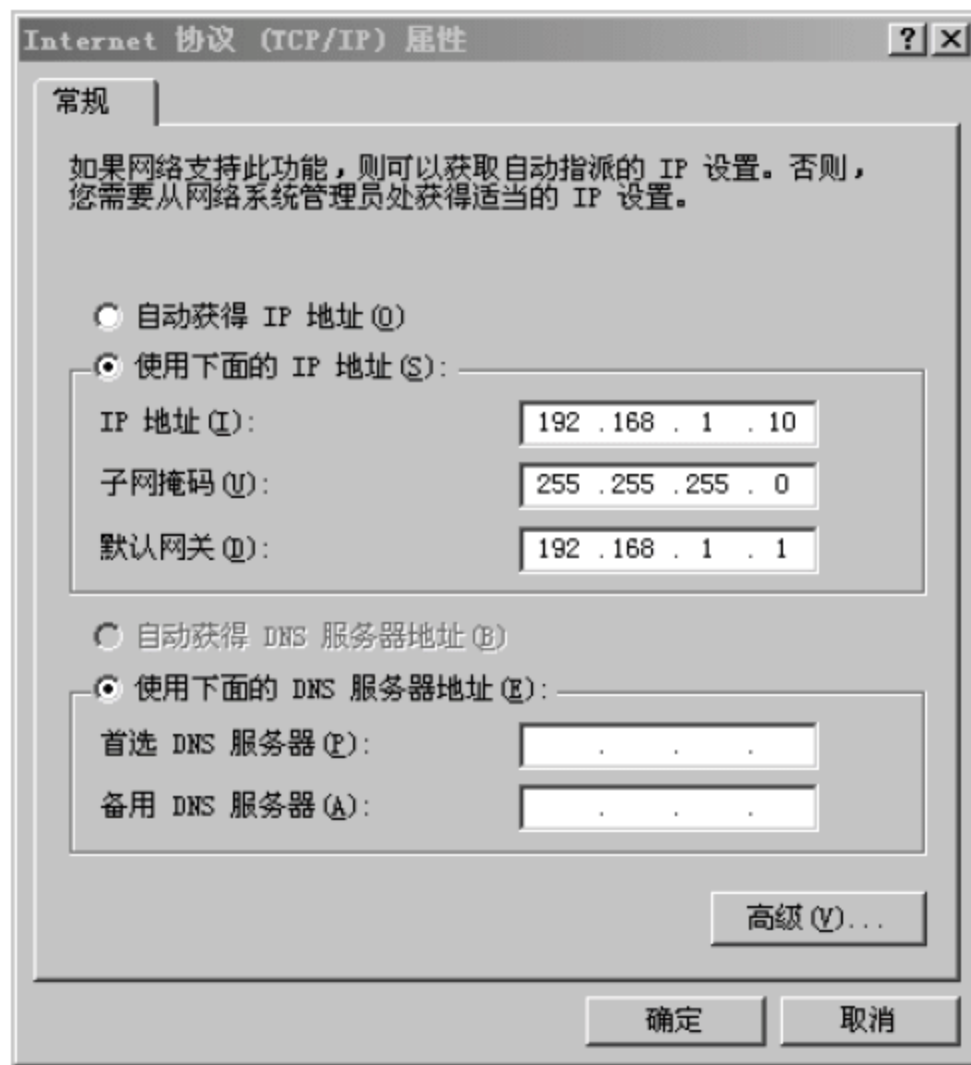 Internet 协议 (TCP/IP) 属性
常规
如果网络支持此功能，则可以获取自动指派的 IP 设置。否则，
您需要从网络系统管理员处获得适当的 IP 设置。
自动获得 IP 地址(O)
使用下面的 IP 地址(S):
IP 地址(I): 192 .168 . 1 . 10
子网掩码(U): 255 .255 .255 . 0
默认网关(D): 192 .168 . 1 . 1
自动获得 DNS 服务器地址(B)
使用下面的 DNS 服务器地址(E):
首选 DNS 服务器(P): . . .
备用 DNS 服务器(A): . . .
高级(V)...
确定 取消